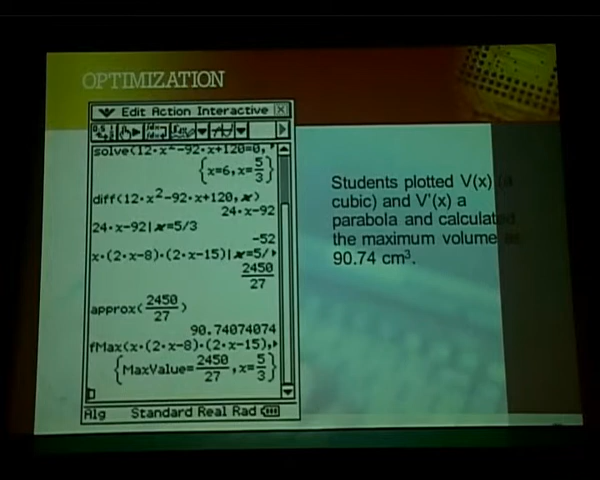 OPTIMIZATION
Edit Action Interactive
solve(12·x²-92·x+120=0,
{x=6,x=5/3}
diff(12·x²-92·x+120,x)
24·x-92
24·x-92|x=5/3
-52
x·(2·x-8)·(2·x-15)|x=5/
2450/27
approx(2450/27)
90.74074074
fMax(x·(2·x-8)·(2·x-15),
{MaxValue=2450/27,x=5/3}
Alg Standard Real Rad
Students plotted V(x) (a
cubic) and V'(x) a
parabola and calculated
the maximum volume as
90.74 cm³.